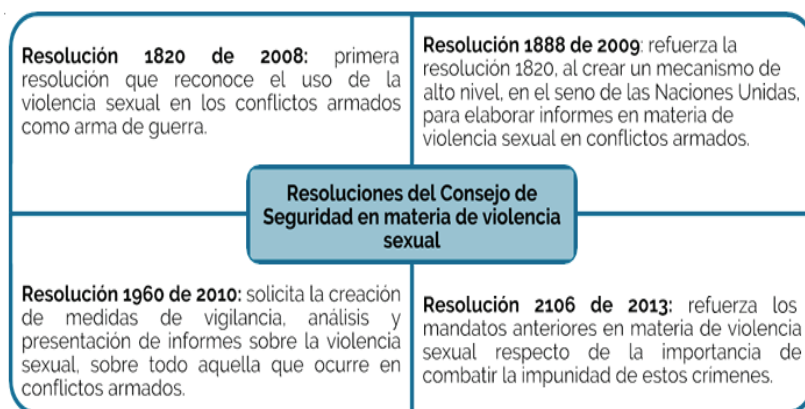 Resolución 1820 de 2008: primera
resolución que reconoce el uso de la
violencia sexual en los conflictos armados
como arma de guerra.
Resolución 1888 de 2009: refuerza la
resolución 1820, al crear un mecanismo de
alto nivel, en el seno de las Naciones Unidas,
para elaborar informes en materia de
violencia sexual en conflictos armados.
Resoluciones del Consejo de
Seguridad en materia de violencia
sexual
Resolución 1960 de 2010: solicita la creación
de medidas de vigilancia, análisis y
presentación de informes sobre la violencia
sexual, sobre todo aquella que ocurre en
conflictos armados.
Resolución 2106 de 2013: refuerza los
mandatos anteriores en materia de violencia
sexual respecto de la importancia de
combatir la impunidad de estos crimenes.